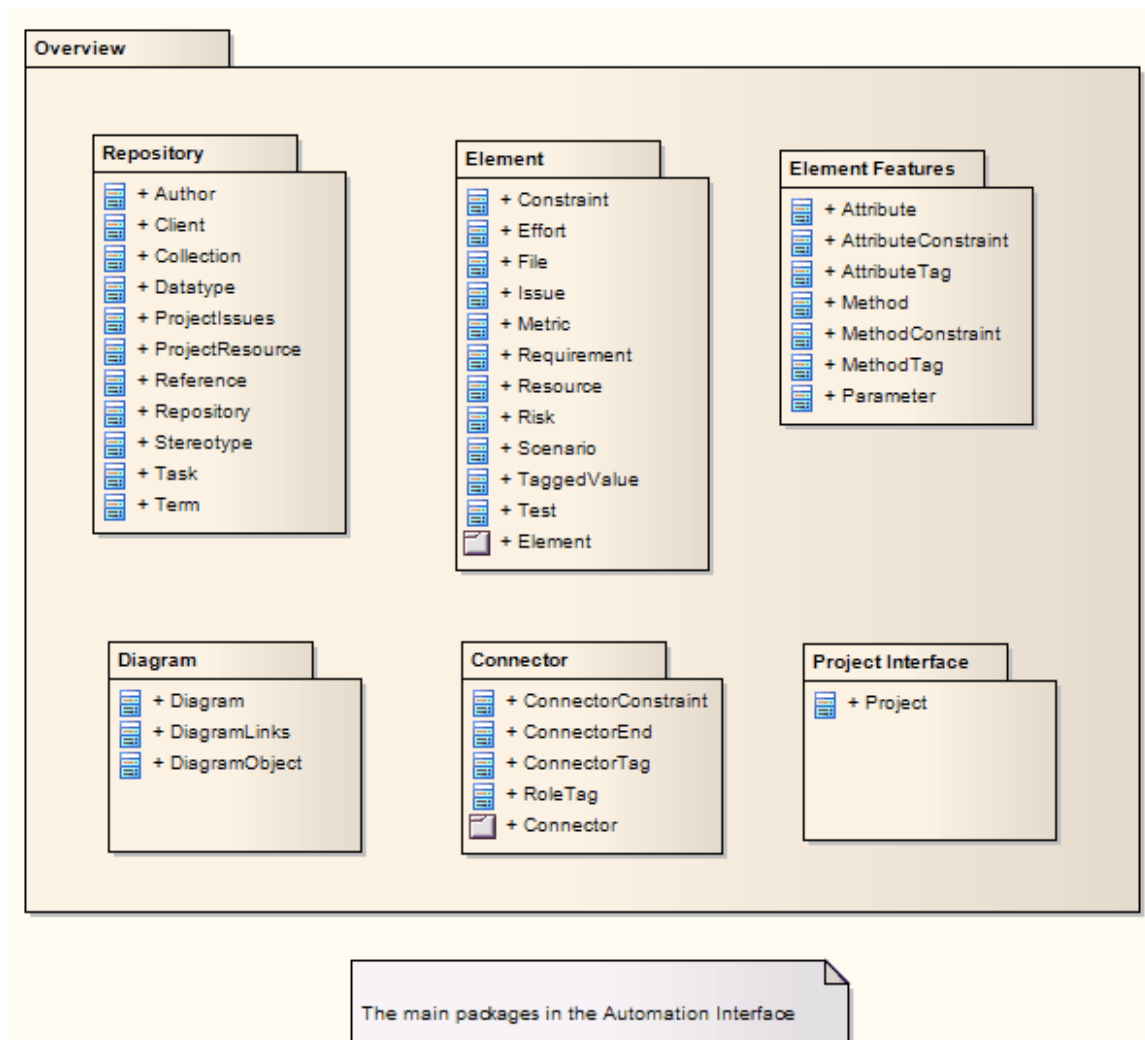 Overview
Repository
+ Author
+ Client
+ Collection
+ Datatype
+ ProjectIssues
+ ProjectResource
+ Reference
+ Repository
+ Stereotype
+ Task
+ Term
Element
+ Constraint
+ Effort
+ File
+ Issue
+ Metric
+ Requirement
+ Resource
+ Risk
+ Scenario
+ TaggedValue
+ Test
+ Element
Element Features
+ Attribute
+ AttributeConstraint
+ AttributeTag
+ Method
+ MethodConstraint
+ MethodTag
+ Parameter
Diagram
+ Diagram
+ DiagramLinks
+ DiagramObject
Connector
+ ConnectorConstraint
+ ConnectorEnd
+ ConnectorTag
+ RoleTag
+ Connector
Project Interface
+ Project
The main packages in the Automation Interface